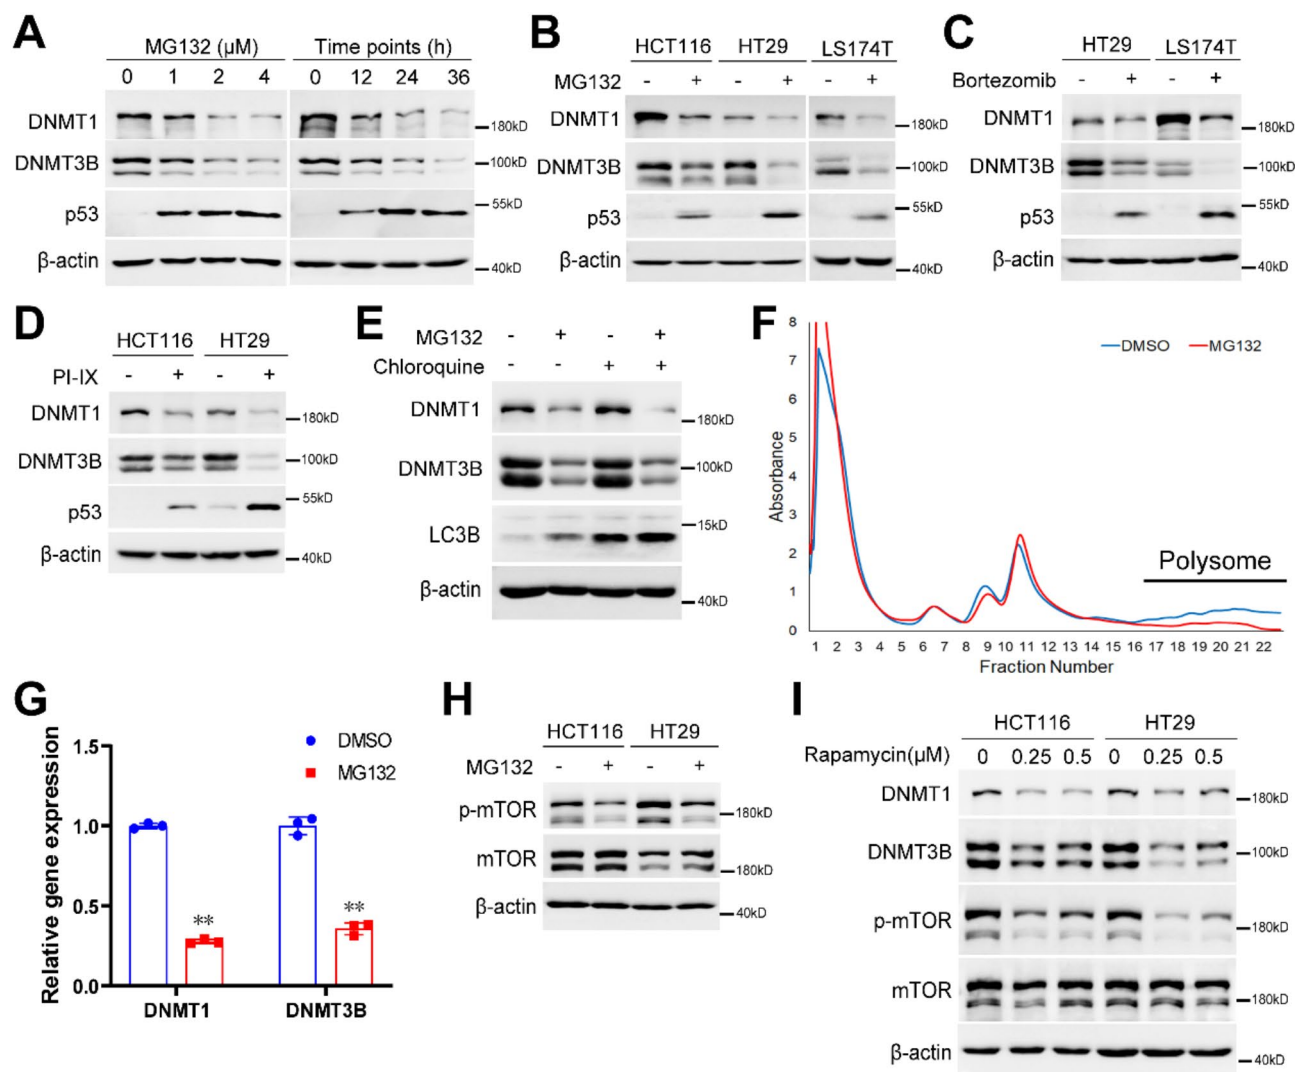 A
MG132 (μM) Time points (h)
0 1 2 4 0 12 24 36
DNMT1
180kD
DNMT3B
100kD
p53
55kD
β-actin
40kD
B
HCT116 HT29 LS174T
MG132 - + - + - +
DNMT1
180kD
DNMT3B
100kD
p53
55kD
β-actin
40kD
C
HT29 LS174T
Bortezomib - + - +
DNMT1
180kD
DNMT3B
100kD
p53
55kD
β-actin
40kD
D
HCT116 HT29
PI-IX - + - +
DNMT1
180kD
DNMT3B
100kD
p53
55kD
β-actin
40kD
E
MG132 - + - +
Chloroquine - - + +
DNMT1
180kD
DNMT3B
100kD
LC3B
15kD
β-actin
40kD
F
DMSO MG132
Absorbance
8
7
6
5
4
3
2
1
0
Polysome
1 2 3 4 5 6 7 8 9 10 11 12 13 14 15 16 17 18 19 20 21 22
Fraction Number
G
Relative gene expression
1.5
1.0
0.5
0.0
DMSO
MG132
** **
DNMT1 DNMT3B
H
HCT116 HT29
MG132 - + - +
p-mTOR
180kD
mTOR
180kD
β-actin
40kD
I
HCT116 HT29
Rapamycin(μM) 0 0.25 0.5 0 0.25 0.5
DNMT1
180kD
DNMT3B
100kD
p-mTOR
180kD
mTOR
180kD
β-actin
40kD